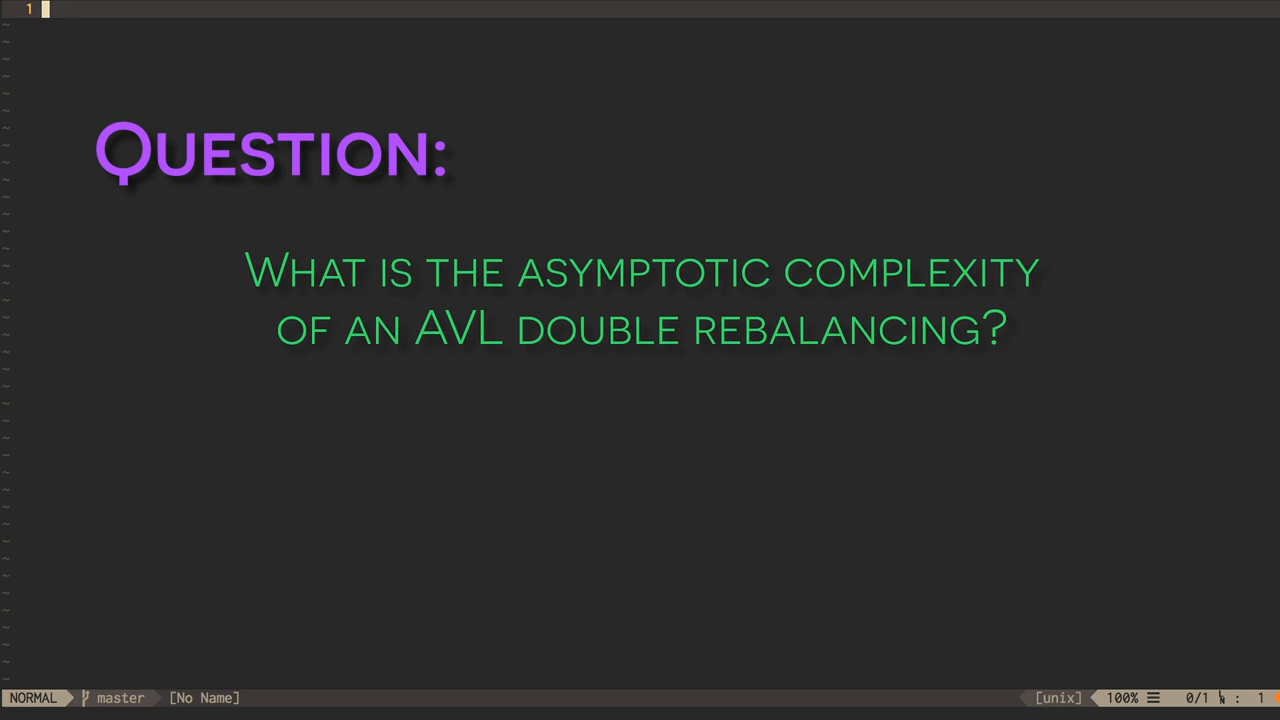 1
Question:
What is the asymptotic complexity
of an AVL double rebalancing?
NORMAL master [No Name] [unix] 100% ☰ 0/1 ㏑ : 1